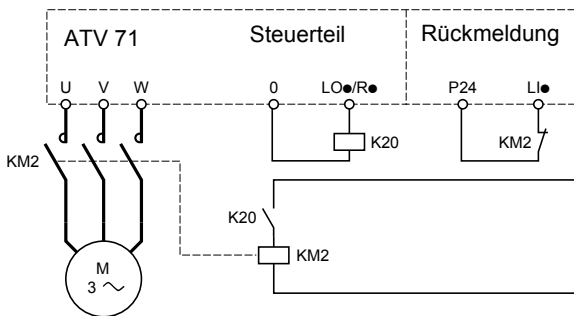 ATV 71 Steuerteil Rückmeldung
U V W 0 LO●/R● P24 LI●
K20 KM2
KM2
K20
KM2
M
3 ~